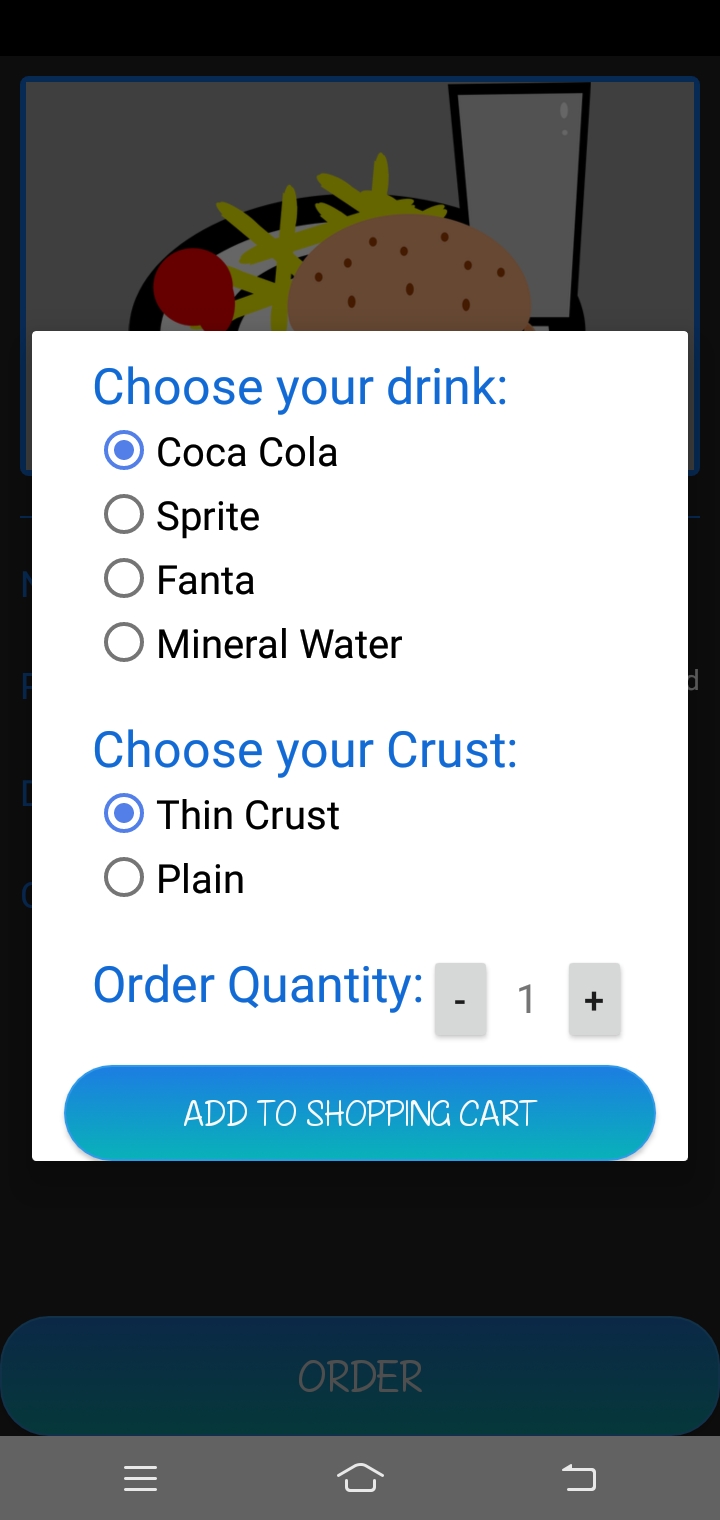 Choose your drink:
Coca Cola
Sprite
Fanta
Mineral Water
Choose your Crust:
Thin Crust
Plain
Order Quantity: - 1 +
ADD TO SHOPPING CART
ORDER